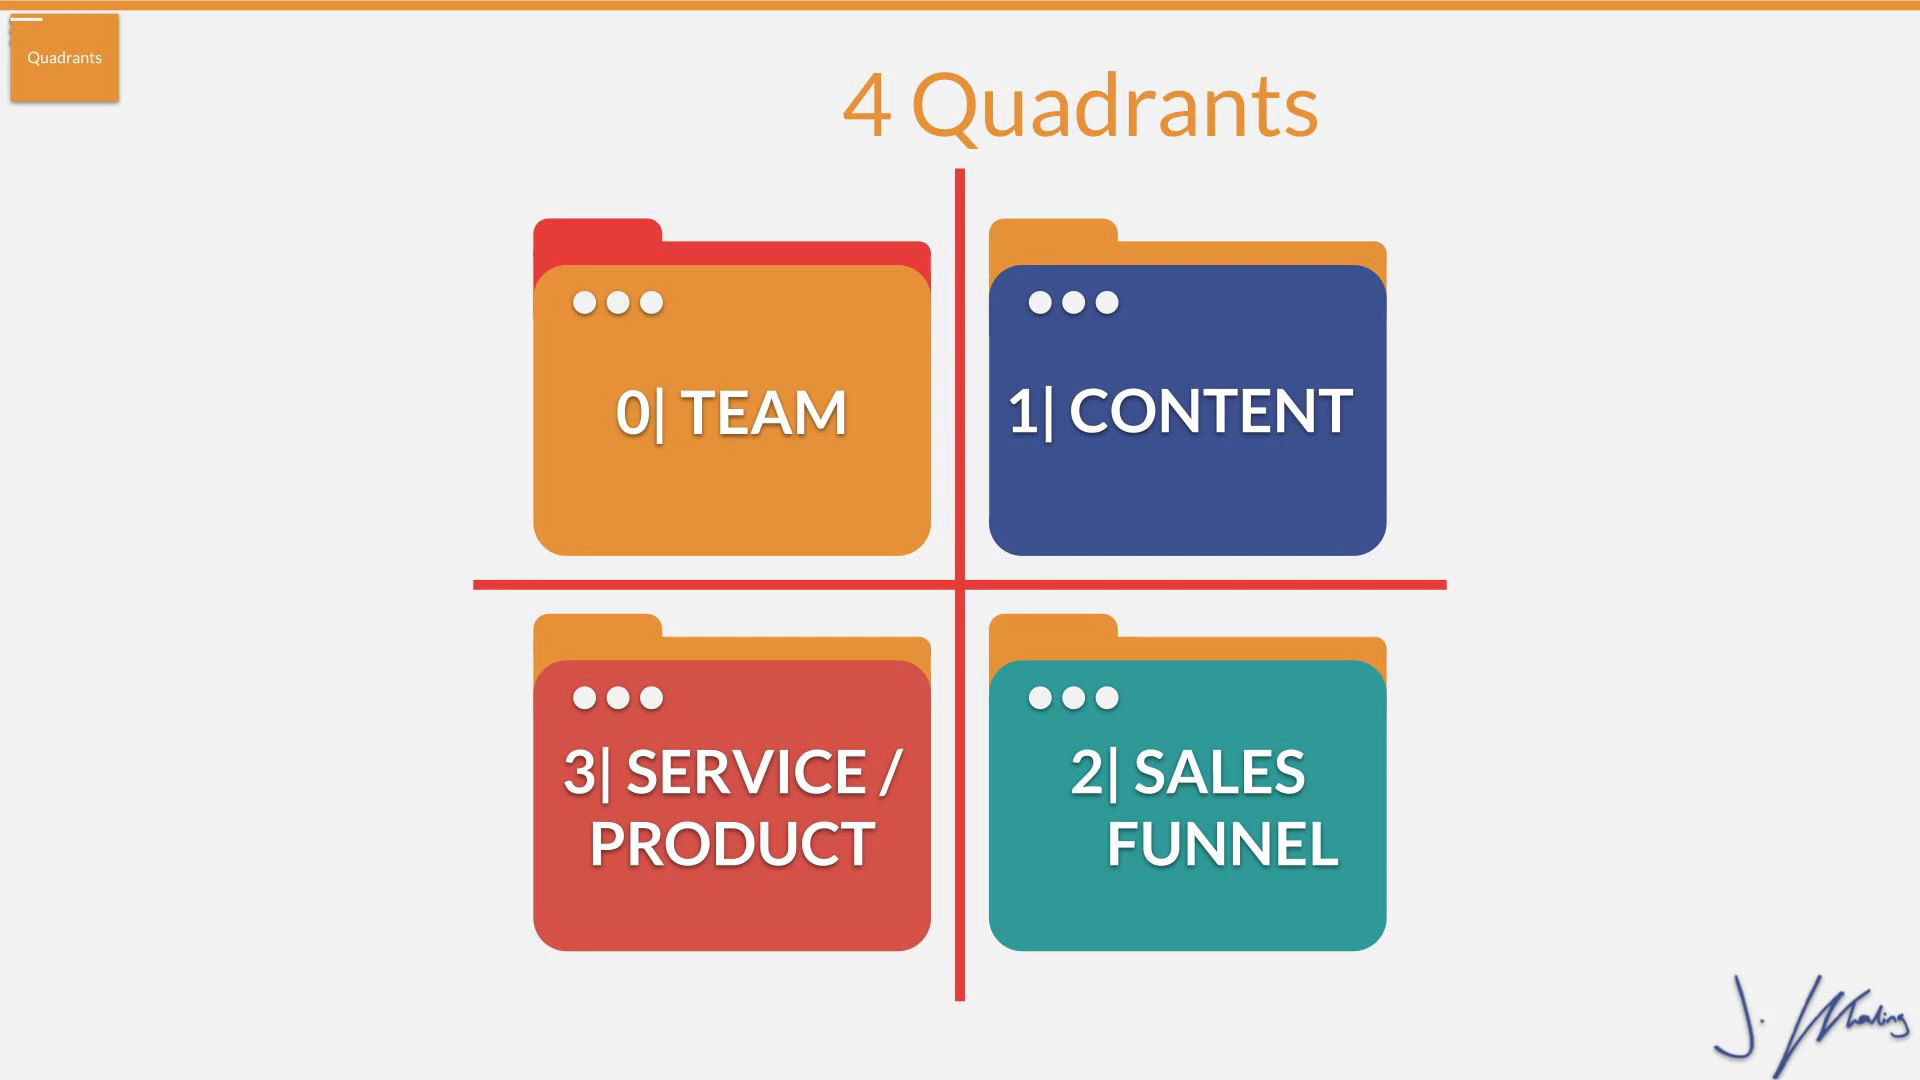 Quadrants
4 Quadrants
0| TEAM
1| CONTENT
3| SERVICE /
PRODUCT
2| SALES
FUNNEL